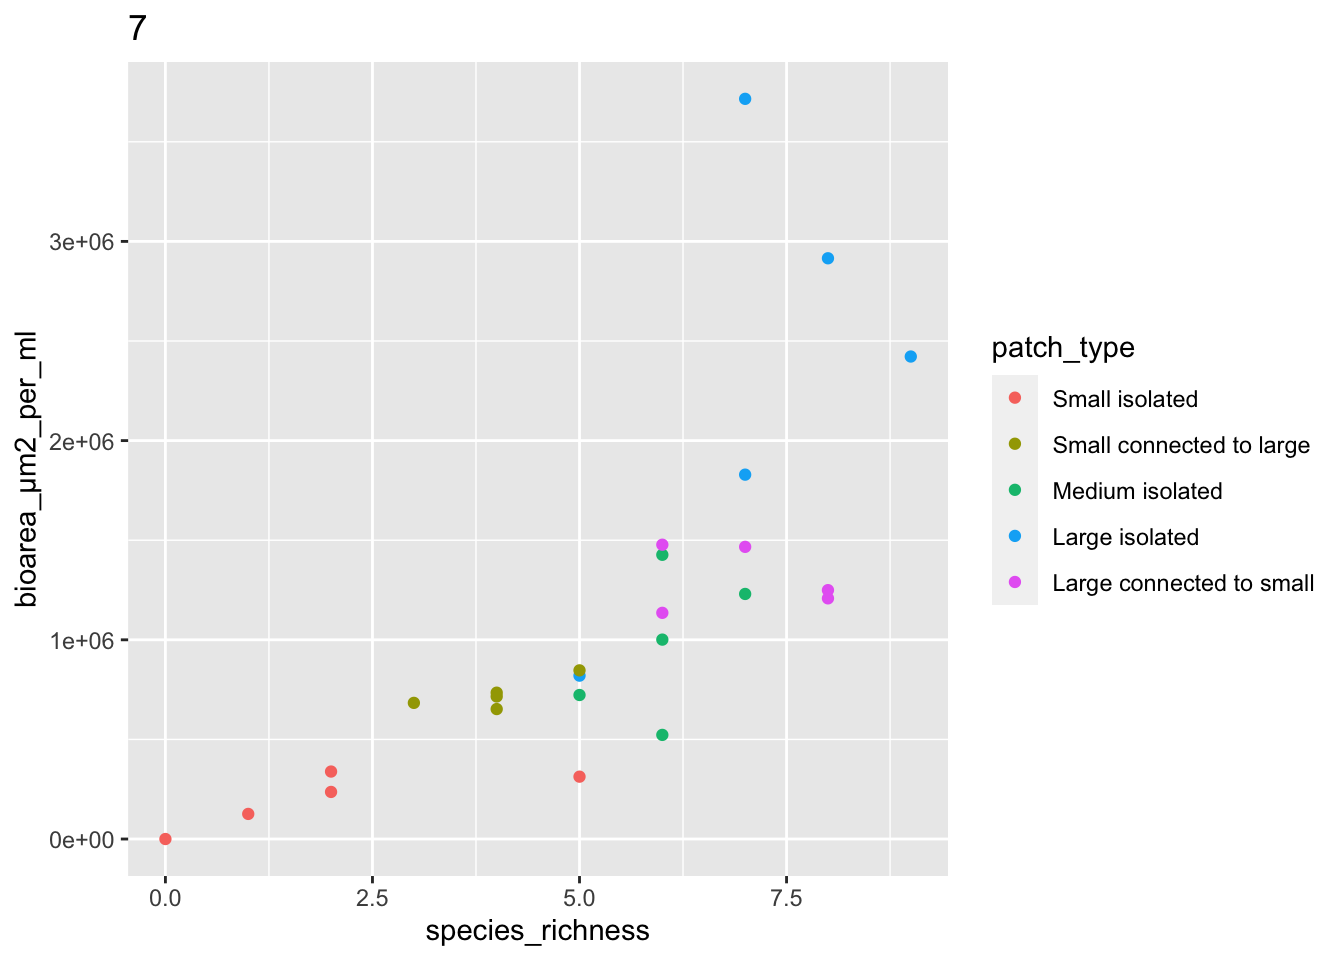 7
3e+06
2e+06
1e+06
0e+00
bioarea_µm2_per_ml
0.0 2.5 5.0 7.5
species_richness
patch_type
Small isolated
Small connected to large
Medium isolated
Large isolated
Large connected to small